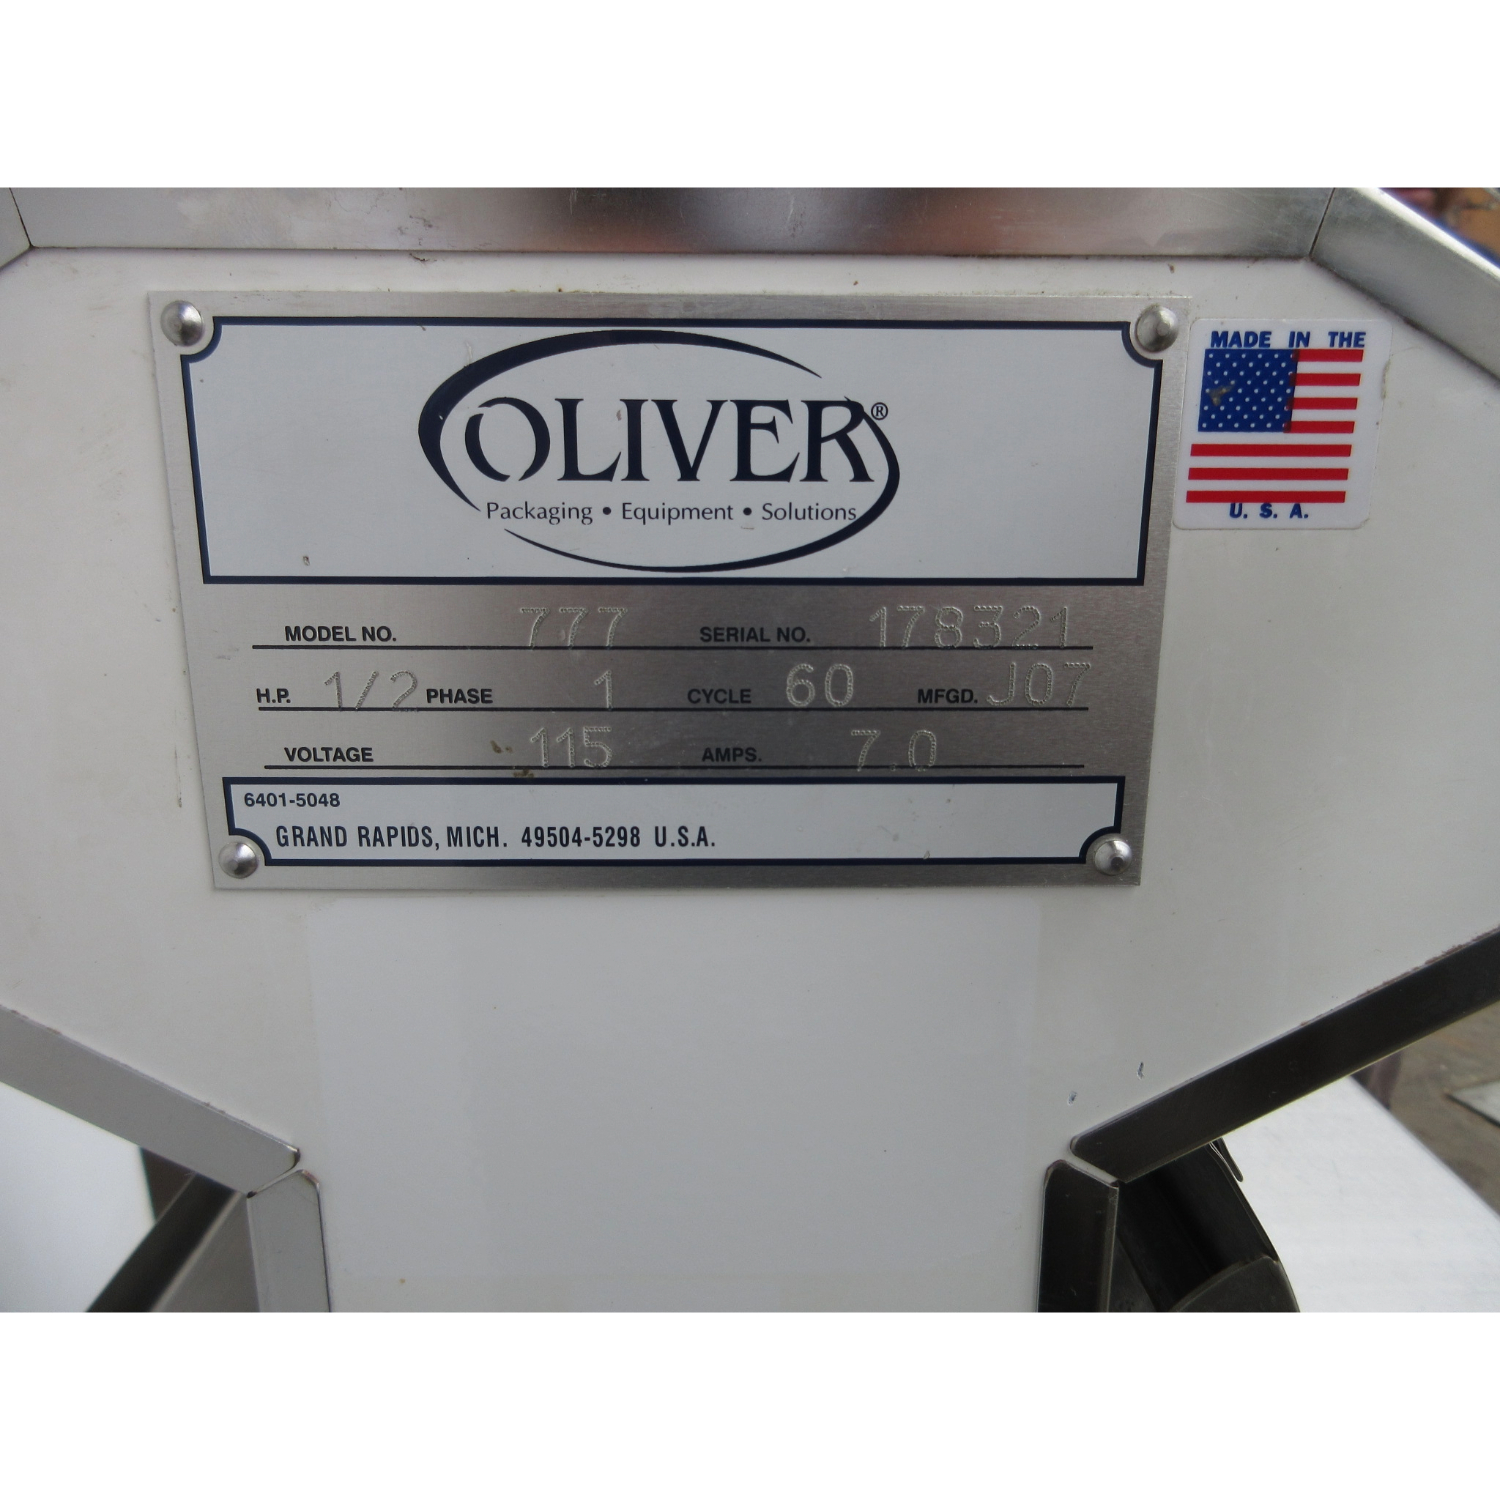 OLIVER®
Packaging • Equipment • Solutions
MADE IN THE
U. S. A.
MODEL NO. 777 SERIAL NO. 178321
H.P. 1/2 PHASE 1 CYCLE 60 MFGD. J07
VOLTAGE 115 AMPS. 7.0
6401-5048
GRAND RAPIDS, MICH. 49504-5298 U.S.A.